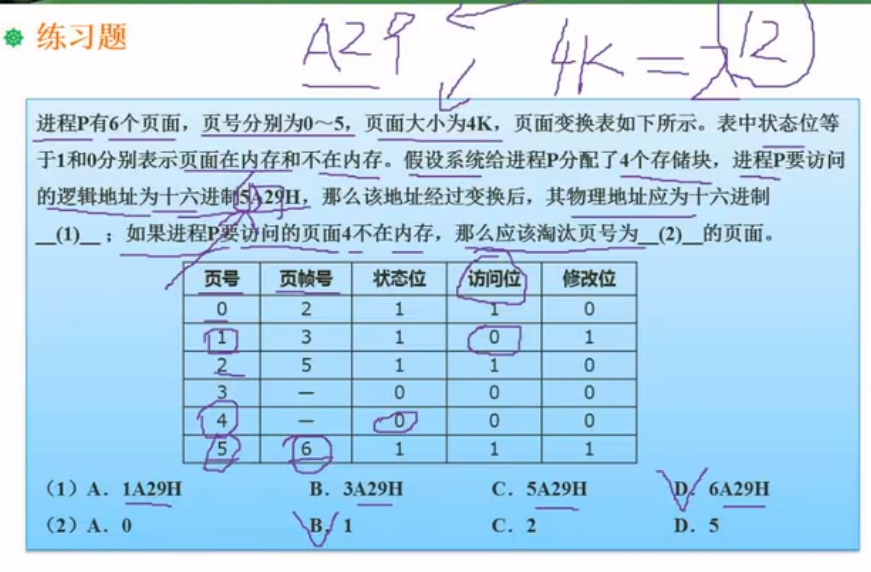 练习题
A29
4K=2 12
进程P有6个页面，页号分别为0～5，页面大小为4K，页面变换表如下所示。表中状态位等
于1和0分别表示页面在内存和不在内存。假设系统给进程P分配了4个存储块，进程P要访问
的逻辑地址为十六进制5A29H，那么该地址经过变换后，其物理地址应为十六进制
__(1)__；如果进程P要访问的页面4不在内存，那么应该淘汰页号为__(2)__的页面。
页号 页帧号 状态位 访问位 修改位
0 2 1 1 0
1 3 1 0 1
2 5 1 1 0
3 — 0 0 0
4 — 0 0 0
5 6 1 1 1
（1）A．1A29H B．3A29H C．5A29H D．6A29H
（2）A．0 B．1 C．2 D．5